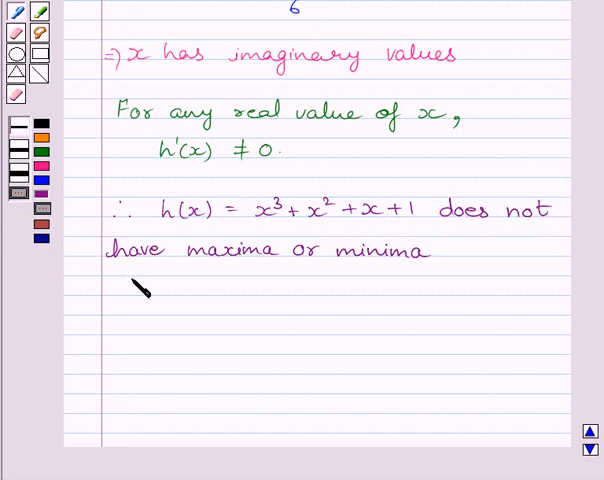 6
⇒ x has imaginary values
For any real value of x,
h'(x) ≠ 0.
∴ h(x) = x³ + x² + x + 1 does not
have maxima or minima